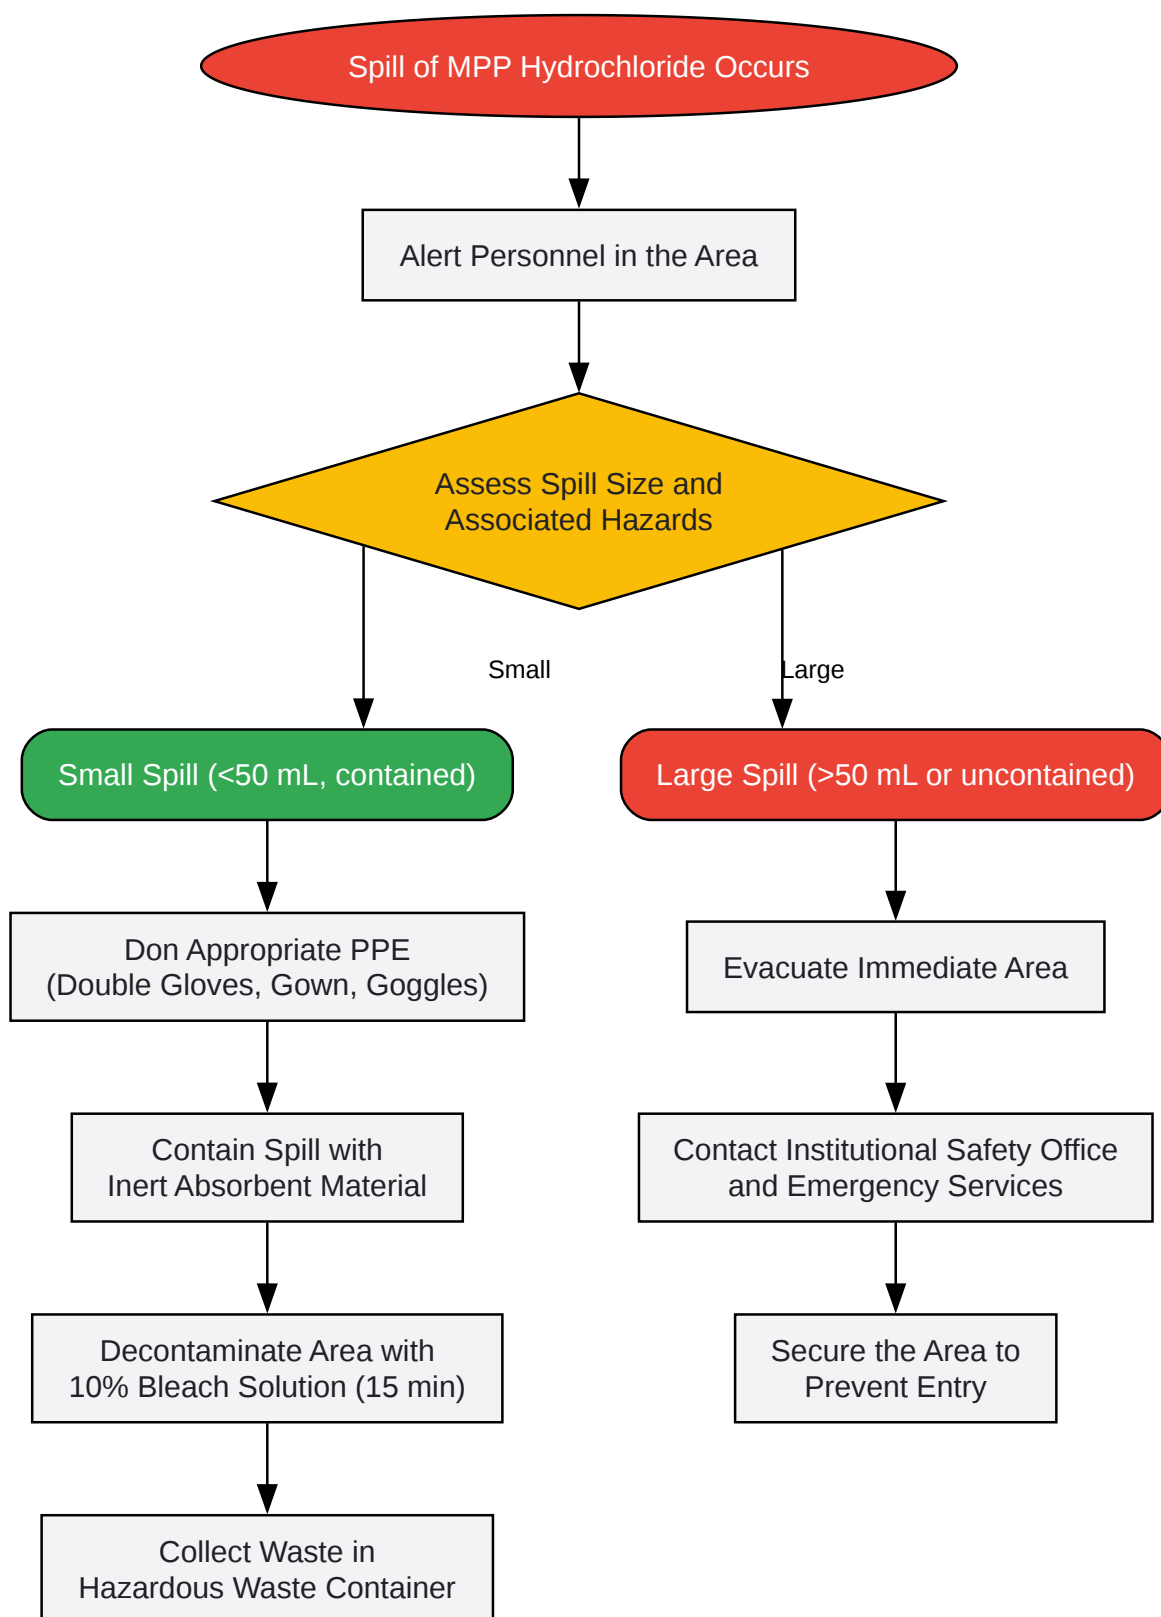 Spill of MPP Hydrochloride Occurs
Alert Personnel in the Area
Assess Spill Size and
Associated Hazards
Small
Large
Small Spill (<50 mL, contained)
Large Spill (>50 mL or uncontained)
Don Appropriate PPE
(Double Gloves, Gown, Goggles)
Evacuate Immediate Area
Contain Spill with
Inert Absorbent Material
Contact Institutional Safety Office
and Emergency Services
Decontaminate Area with
10% Bleach Solution (15 min)
Secure the Area to
Prevent Entry
Collect Waste in
Hazardous Waste Container